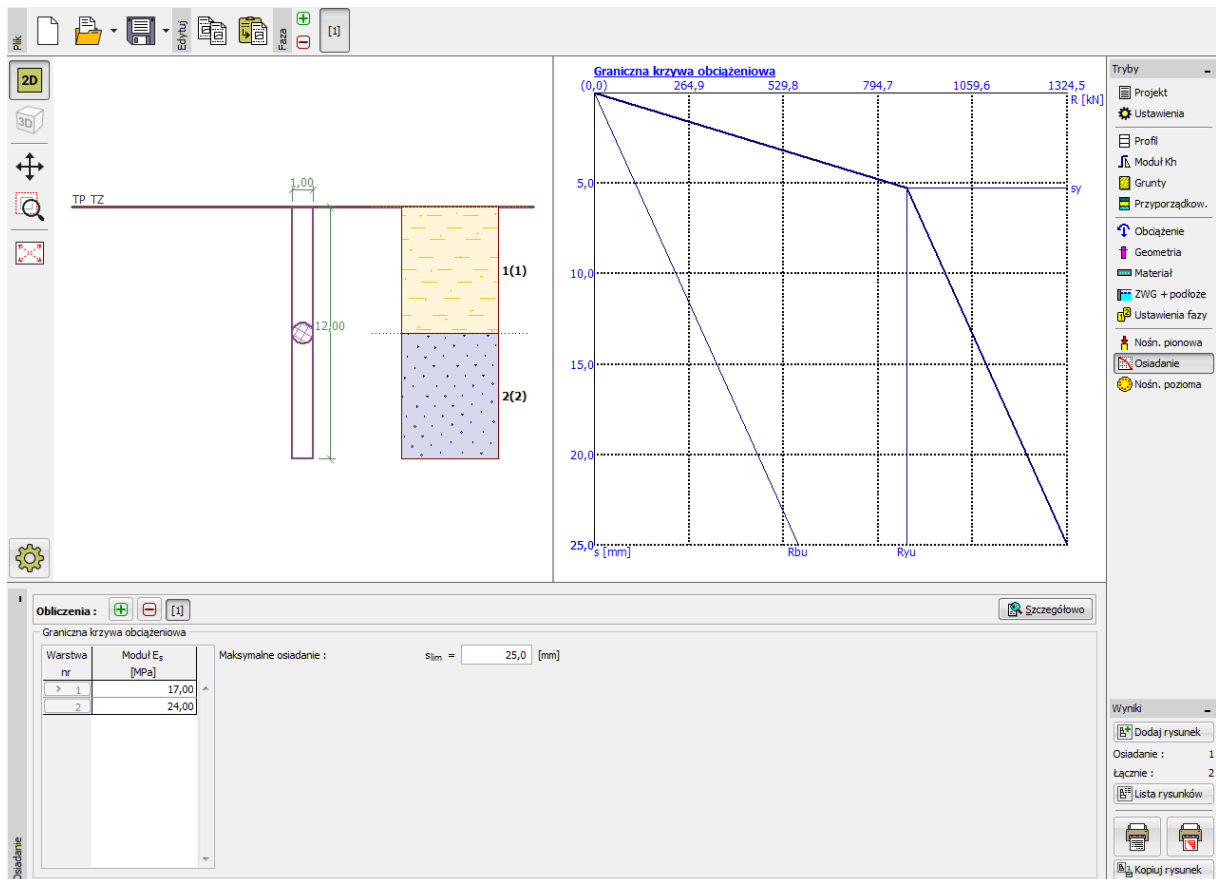 Plik
Edytuj
Faza
[1]
2D
3D
TP TZ
1,00
12,00
1(1)
2(2)
Graniczna krzywa obciążeniowa
(0,0) 264,9 529,8 794,7 1059,6 1324,5
R [kN]
5,0
sy
10,0
15,0
20,0
25,0
s [mm]
Rbu
Ryu
Tryby
Projekt
Ustawienia
Profil
Moduł Kh
Grunty
Przyporządkow.
Obciążenie
Geometria
Materiał
ZWG + podłoże
Ustawienia fazy
Nośn. pionowa
Osiadanie
Nośn. pozioma
Obliczenia :
[1]
Szczegółowo
Graniczna krzywa obciążeniowa
Warstwa nr
Moduł Es [MPa]
> 1 17,00
2 24,00
Maksymalne osiadanie : slim = 25,0 [mm]
Osiadanie
Wyniki
Dodaj rysunek
Osiadanie : 1
Łącznie : 2
Lista rysunków
Kopiuj rysunek